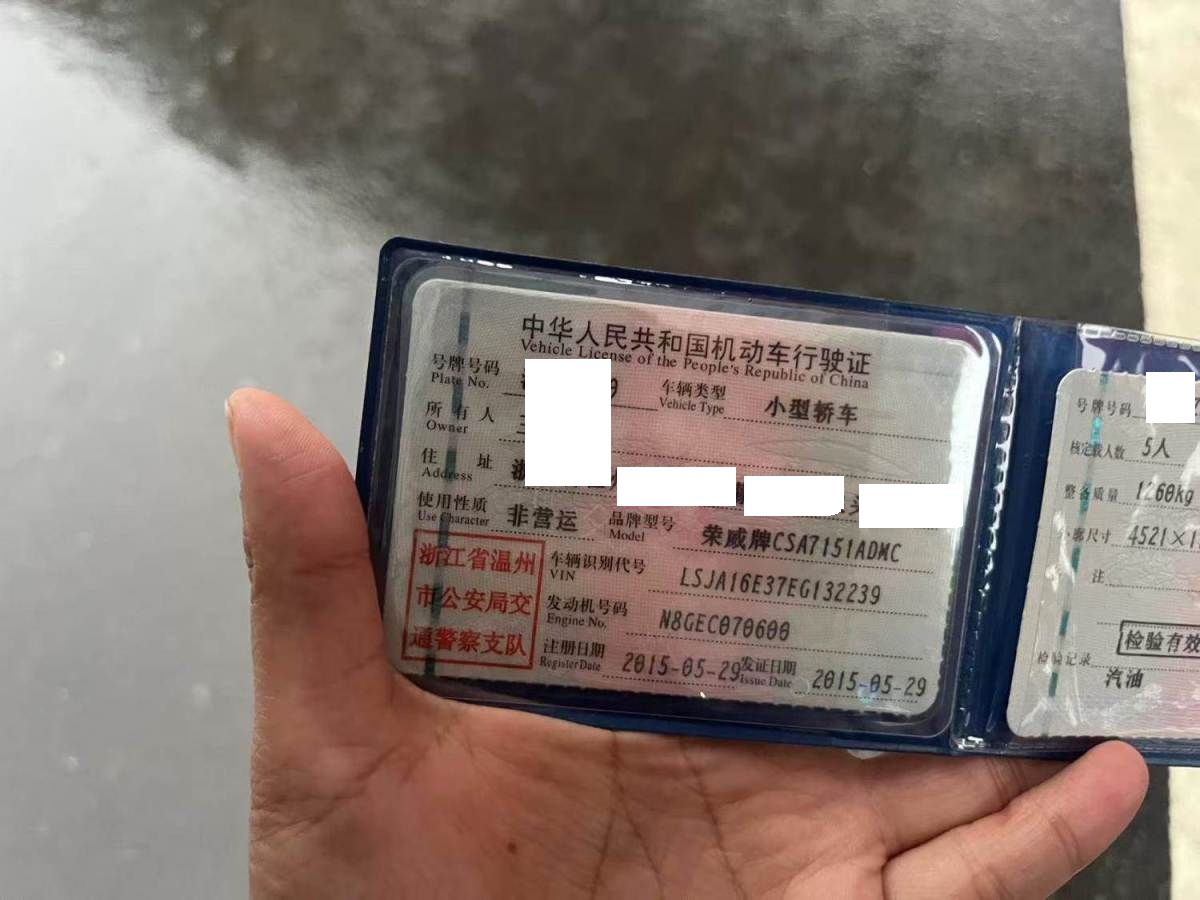 中华人民共和国机动车行驶证
Vehicle License of the People's Republic of China
号牌号码
Plate No.
车辆类型
Vehicle Type
小型轿车
所有人
Owner
住址
Address
使用性质
Use Character
非营运
品牌型号
Model
荣威牌CSA7151ADMC
浙江省温州
市公安局交
通警察支队
车辆识别代号
VIN
LSJA16E37EG132239
发动机号码
Engine No.
N8GEC070600
注册日期
Register Date
2015-05-29
发证日期
Issue Date
2015-05-29
号牌号码
核定载人数 5人
整备质量 1260kg
外廓尺寸 4521×1
注
检验有效
检验记录
汽油